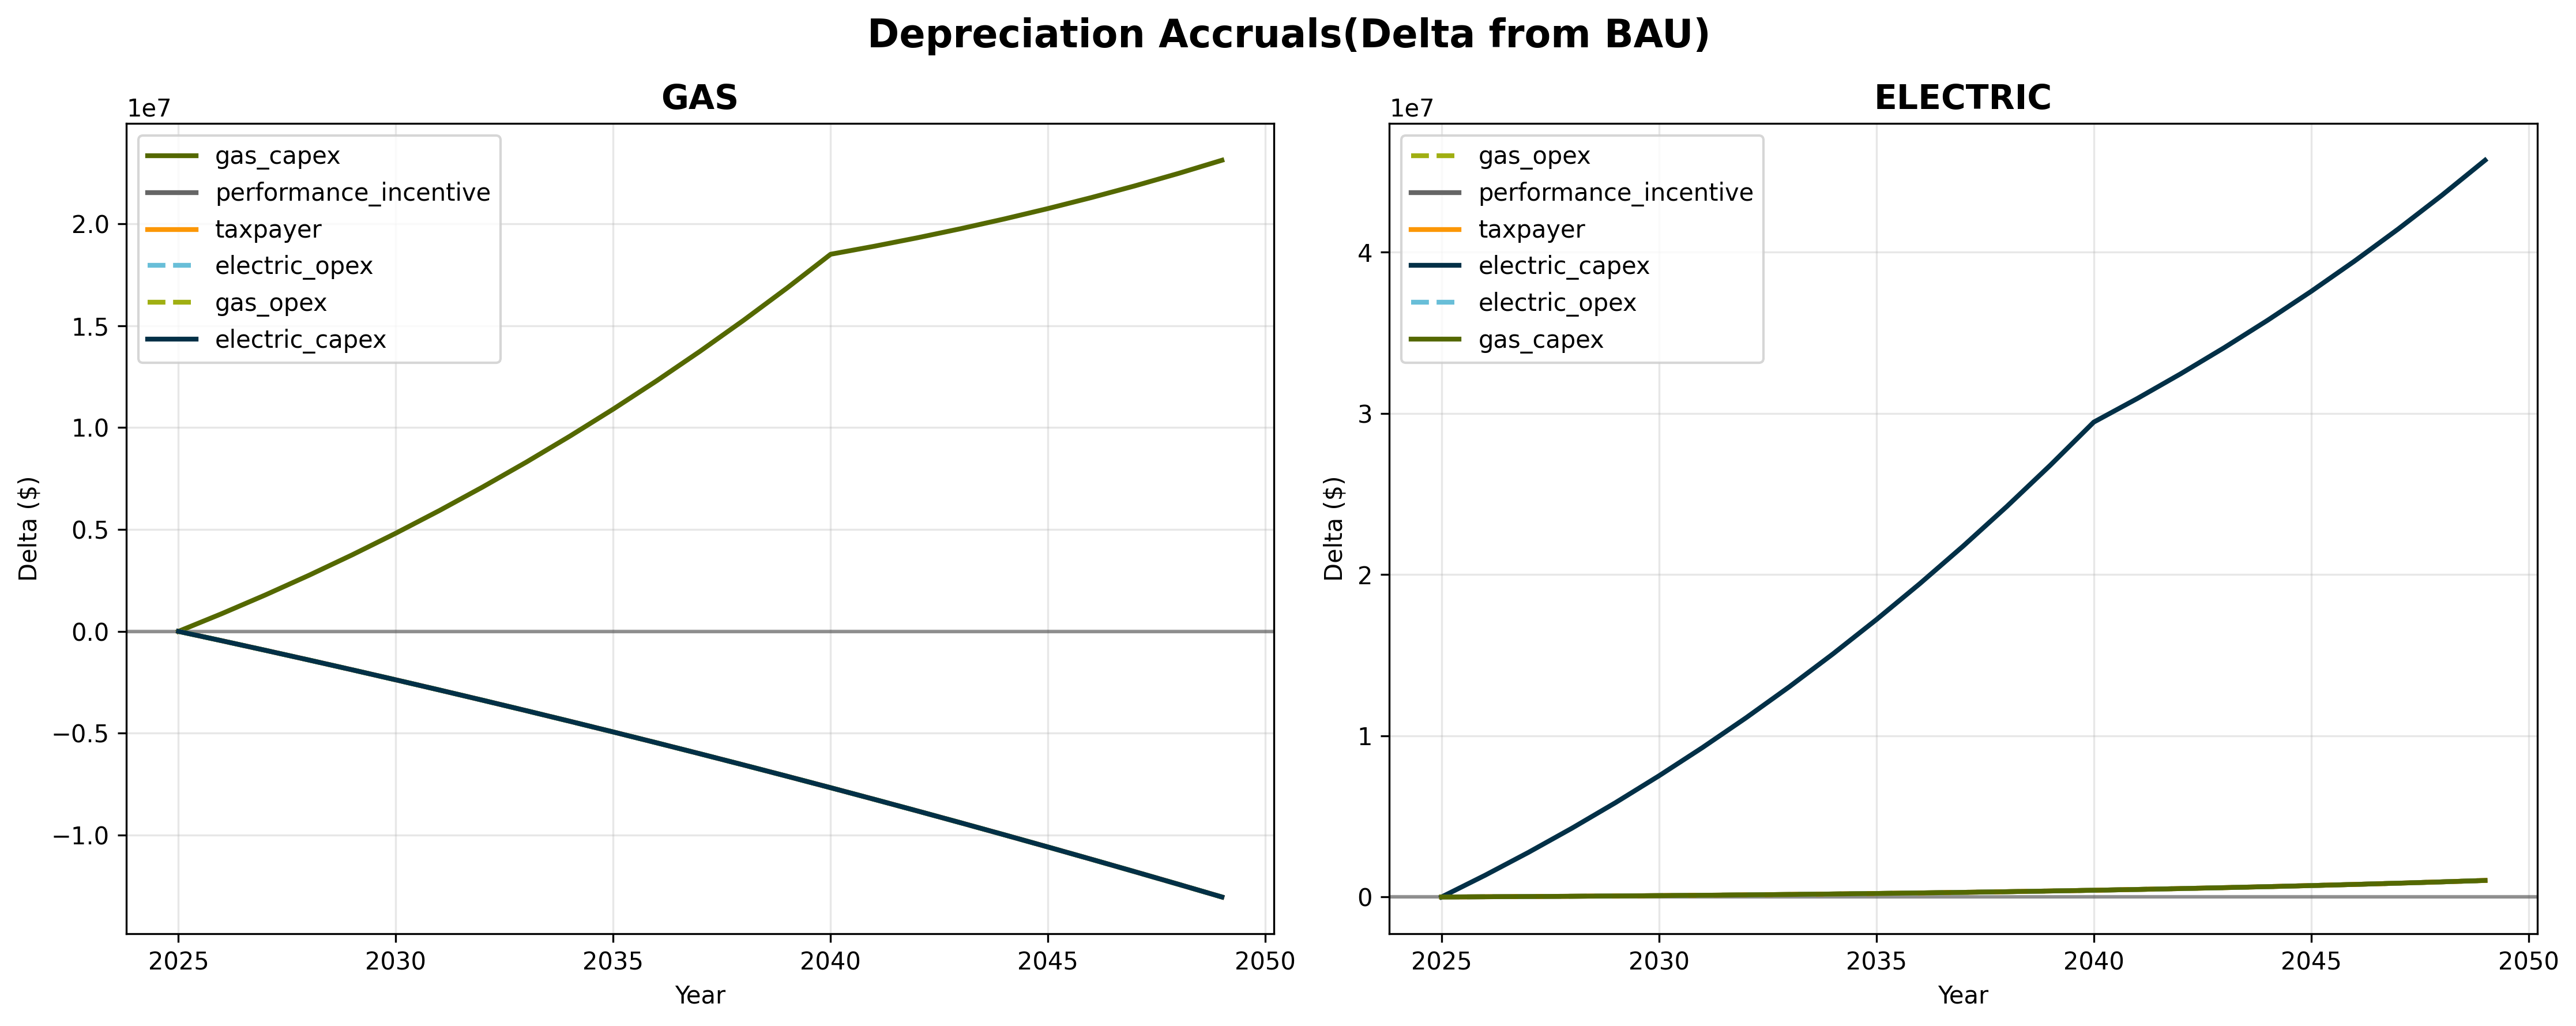 Depreciation Accruals(Delta from BAU)
GAS
1e7
gas_capex
performance_incentive
taxpayer
electric_opex
gas_opex
electric_capex
2.0
1.5
1.0
0.5
0.0
−0.5
−1.0
Delta ($)
2025 2030 2035 2040 2045 2050
Year
ELECTRIC
1e7
gas_opex
performance_incentive
taxpayer
electric_capex
electric_opex
gas_capex
4
3
2
1
0
Delta ($)
2025 2030 2035 2040 2045 2050
Year